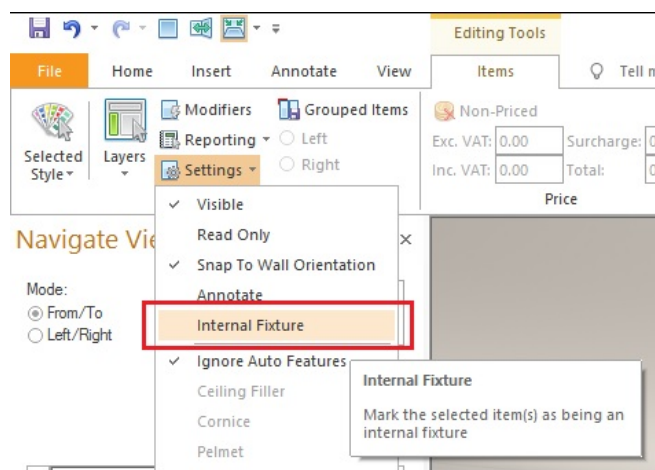 Editing Tools
File Home Insert Annotate View Items Tell
Selected Style
Layers
Modifiers
Reporting
Settings
Grouped Items
Left
Right
Non-Priced
Exc. VAT: 0.00 Surcharge:
Inc. VAT: 0.00 Total:
Price
Visible
Read Only
Snap To Wall Orientation
Annotate
Internal Fixture
Ignore Auto Features
Ceiling Filler
Cornice
Pelmet
Navigate
Mode:
From/To
Left/Right
Internal Fixture
Mark the selected item(s) as being an
internal fixture